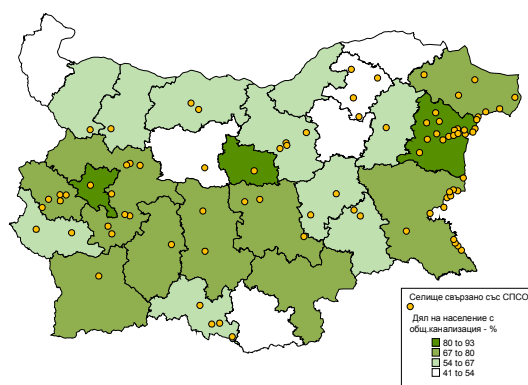 Селище свързано със СПСОВ
Дял на население с
общ.канализация - %
80 to 93
67 to 80
54 to 67
41 to 54